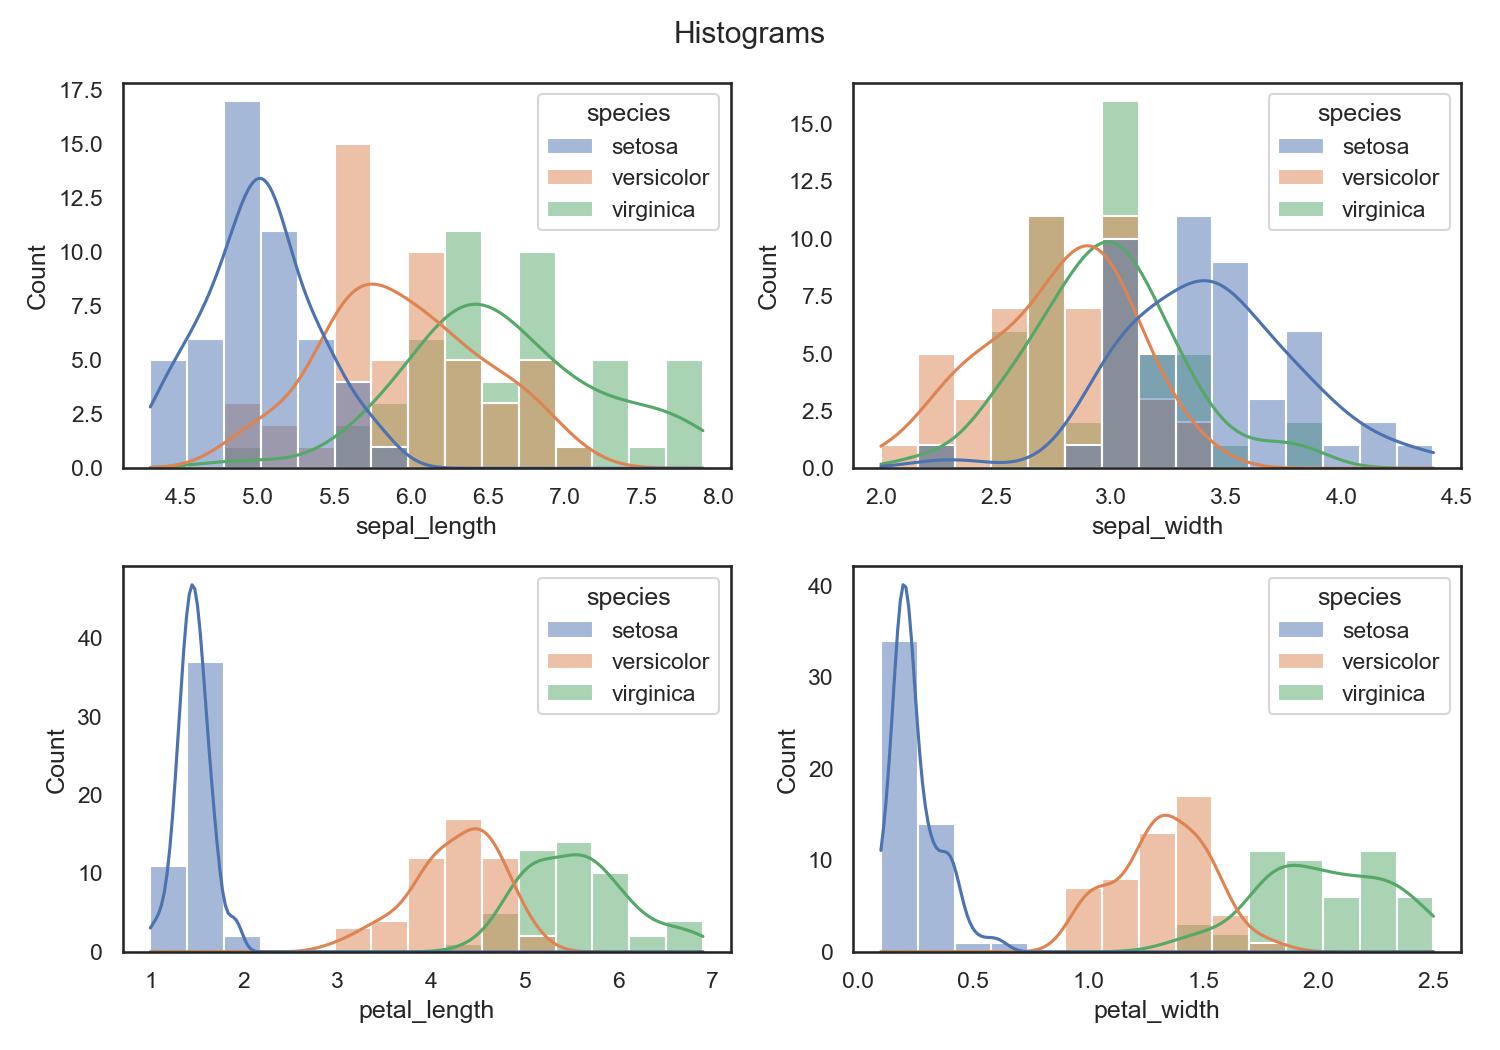 Histograms
17.5
15.0
12.5
10.0
7.5
5.0
2.5
0.0
Count
species
setosa
versicolor
virginica
4.5 5.0 5.5 6.0 6.5 7.0 7.5 8.0
sepal_length
15.0
12.5
10.0
7.5
5.0
2.5
0.0
Count
species
setosa
versicolor
virginica
2.0 2.5 3.0 3.5 4.0 4.5
sepal_width
40
30
20
10
0
Count
species
setosa
versicolor
virginica
1 2 3 4 5 6 7
petal_length
40
30
20
10
0
Count
species
setosa
versicolor
virginica
0.0 0.5 1.0 1.5 2.0 2.5
petal_width